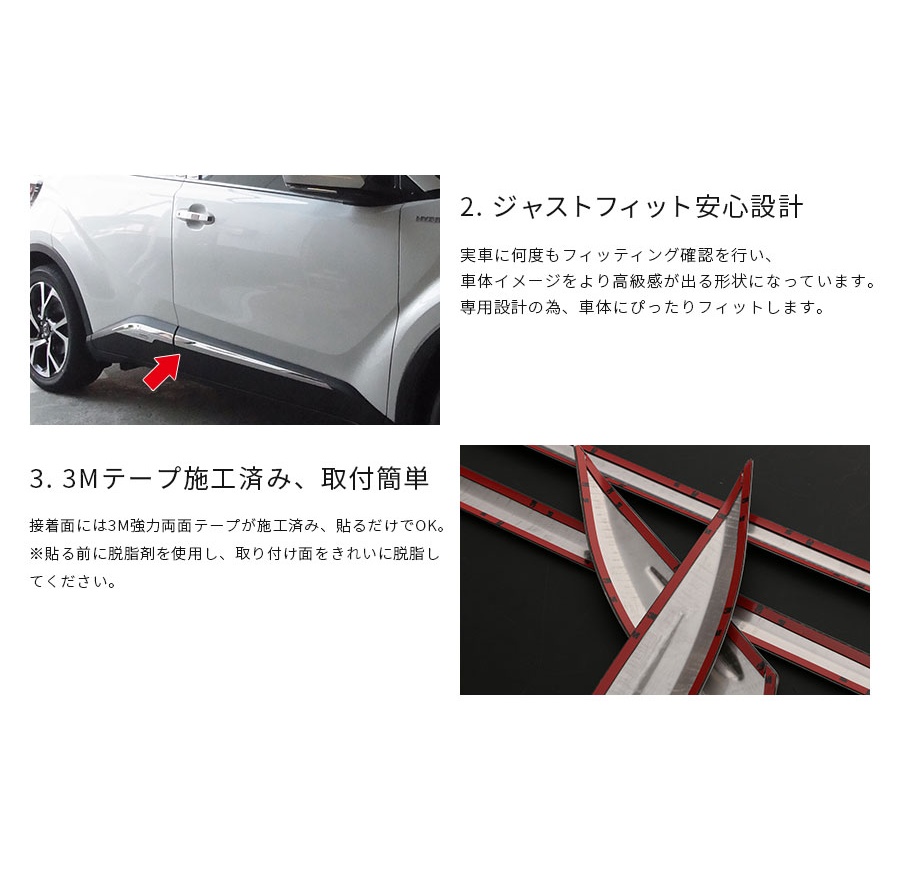 2. ジャストフィット安心設計
実車に何度もフィッティング確認を行い、
車体イメージをより高級感が出る形状になっています。
専用設計の為、車体にぴったりフィットします。
3. 3Mテープ施工済み、取付簡単
接着面には3M強力両面テープが施工済み、貼るだけでOK。
※貼る前に脱脂剤を使用し、取り付け面をきれいに脱脂し
てください。